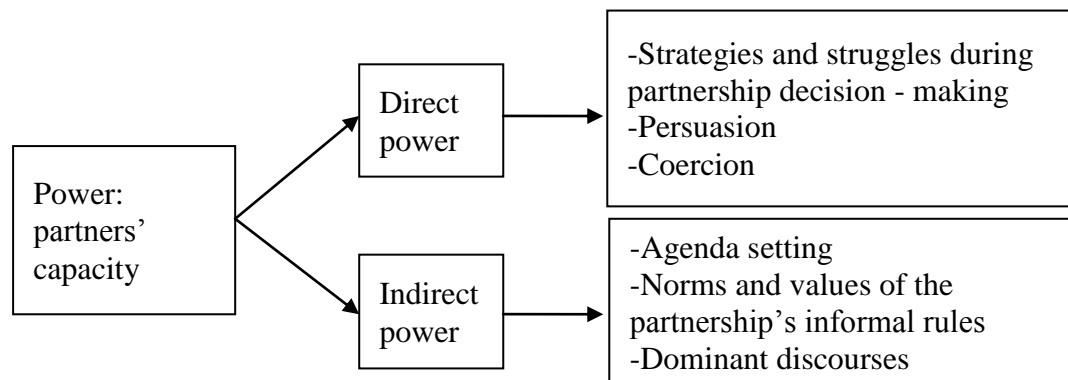 Power:
partners’
capacity
Direct
power
-Strategies and struggles during
partnership decision - making
-Persuasion
-Coercion
Indirect
power
-Agenda setting
-Norms and values of the
partnership’s informal rules
-Dominant discourses